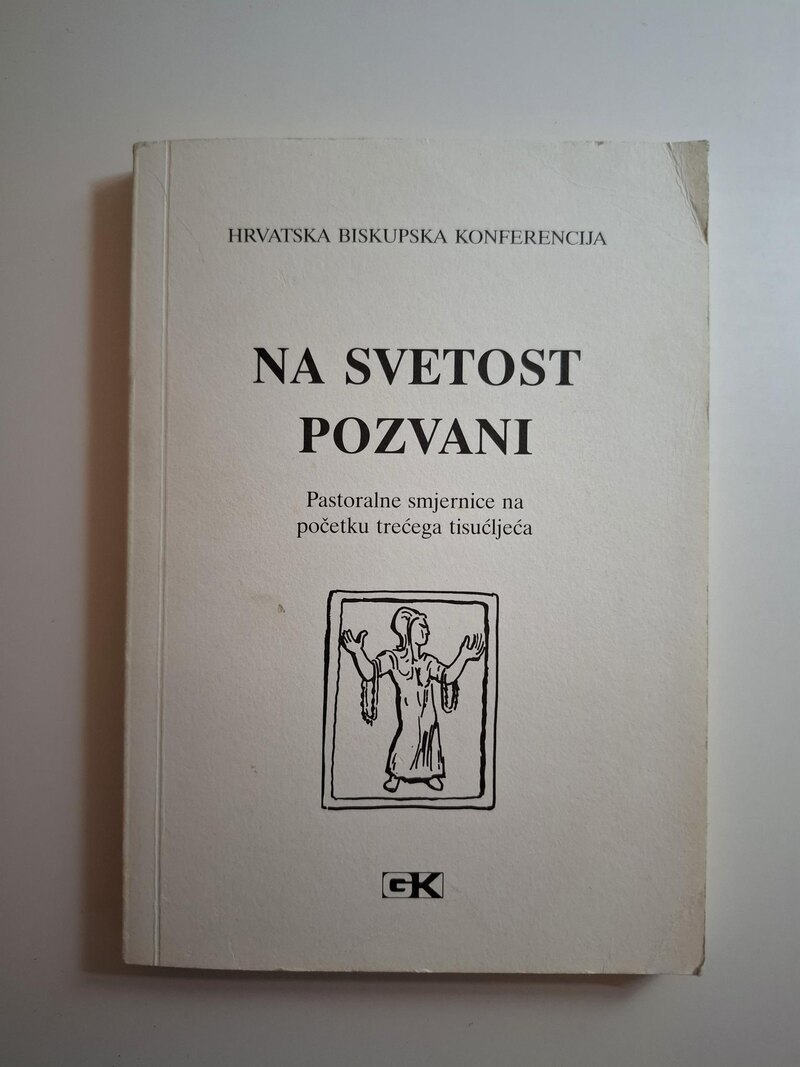 HRVATSKA BISKUPSKA KONFERENCIJA
NA SVETOST
POZVANI
Pastoralne smjernice na
početku trećega tisućljeća
GK